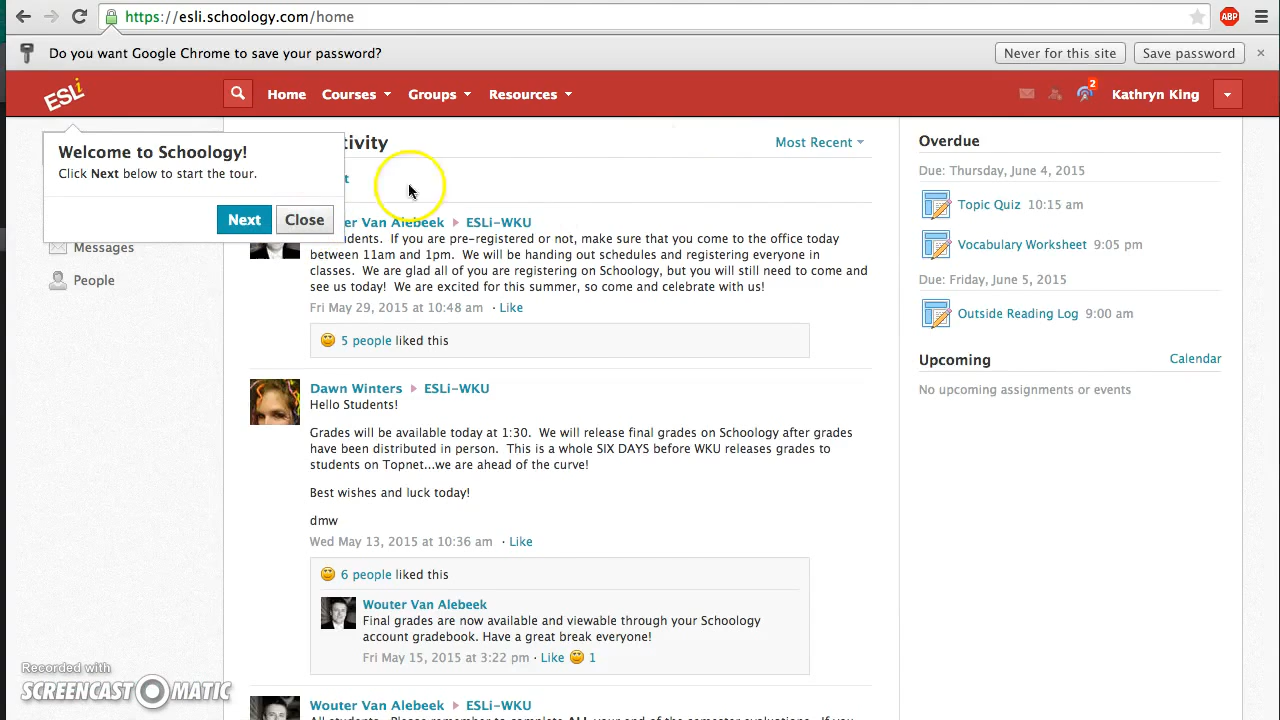 https://esli.schoology.com/home
ABP
Do you want Google Chrome to save your password?
Never for this site
Save password
ESLi
Home
Courses
Groups
Resources
2
Kathryn King
Welcome to Schoology!
Click Next below to start the tour.
Next
Close
Messages
People
Most Recent
Van Alebeek ESLi-WKU
If you are pre-registered or not, make sure that you come to the office today
between 11am and 1pm. We will be handing out schedules and registering everyone in
classes. We are glad all of you are registering on Schoology, but you will still need to come and
see us today! We are excited for this summer, so come and celebrate with us!
Fri May 29, 2015 at 10:48 am · Like
5 people liked this
Dawn Winters ESLi-WKU
Hello Students!
Grades will be available today at 1:30. We will release final grades on Schoology after grades
have been distributed in person. This is a whole SIX DAYS before WKU releases grades to
students on Topnet...we are ahead of the curve!
Best wishes and luck today!
dmw
Wed May 13, 2015 at 10:36 am · Like
6 people liked this
Wouter Van Alebeek
Final grades are now available and viewable through your Schoology
account gradebook. Have a great break everyone!
Fri May 15, 2015 at 3:22 pm · Like 1
Wouter Van Alebeek ESLi-WKU
Overdue
Due: Thursday, June 4, 2015
Topic Quiz 10:15 am
Vocabulary Worksheet 9:05 pm
Due: Friday, June 5, 2015
Outside Reading Log 9:00 am
Upcoming
Calendar
No upcoming assignments or events
Recorded with
SCREENCAST O MATIC